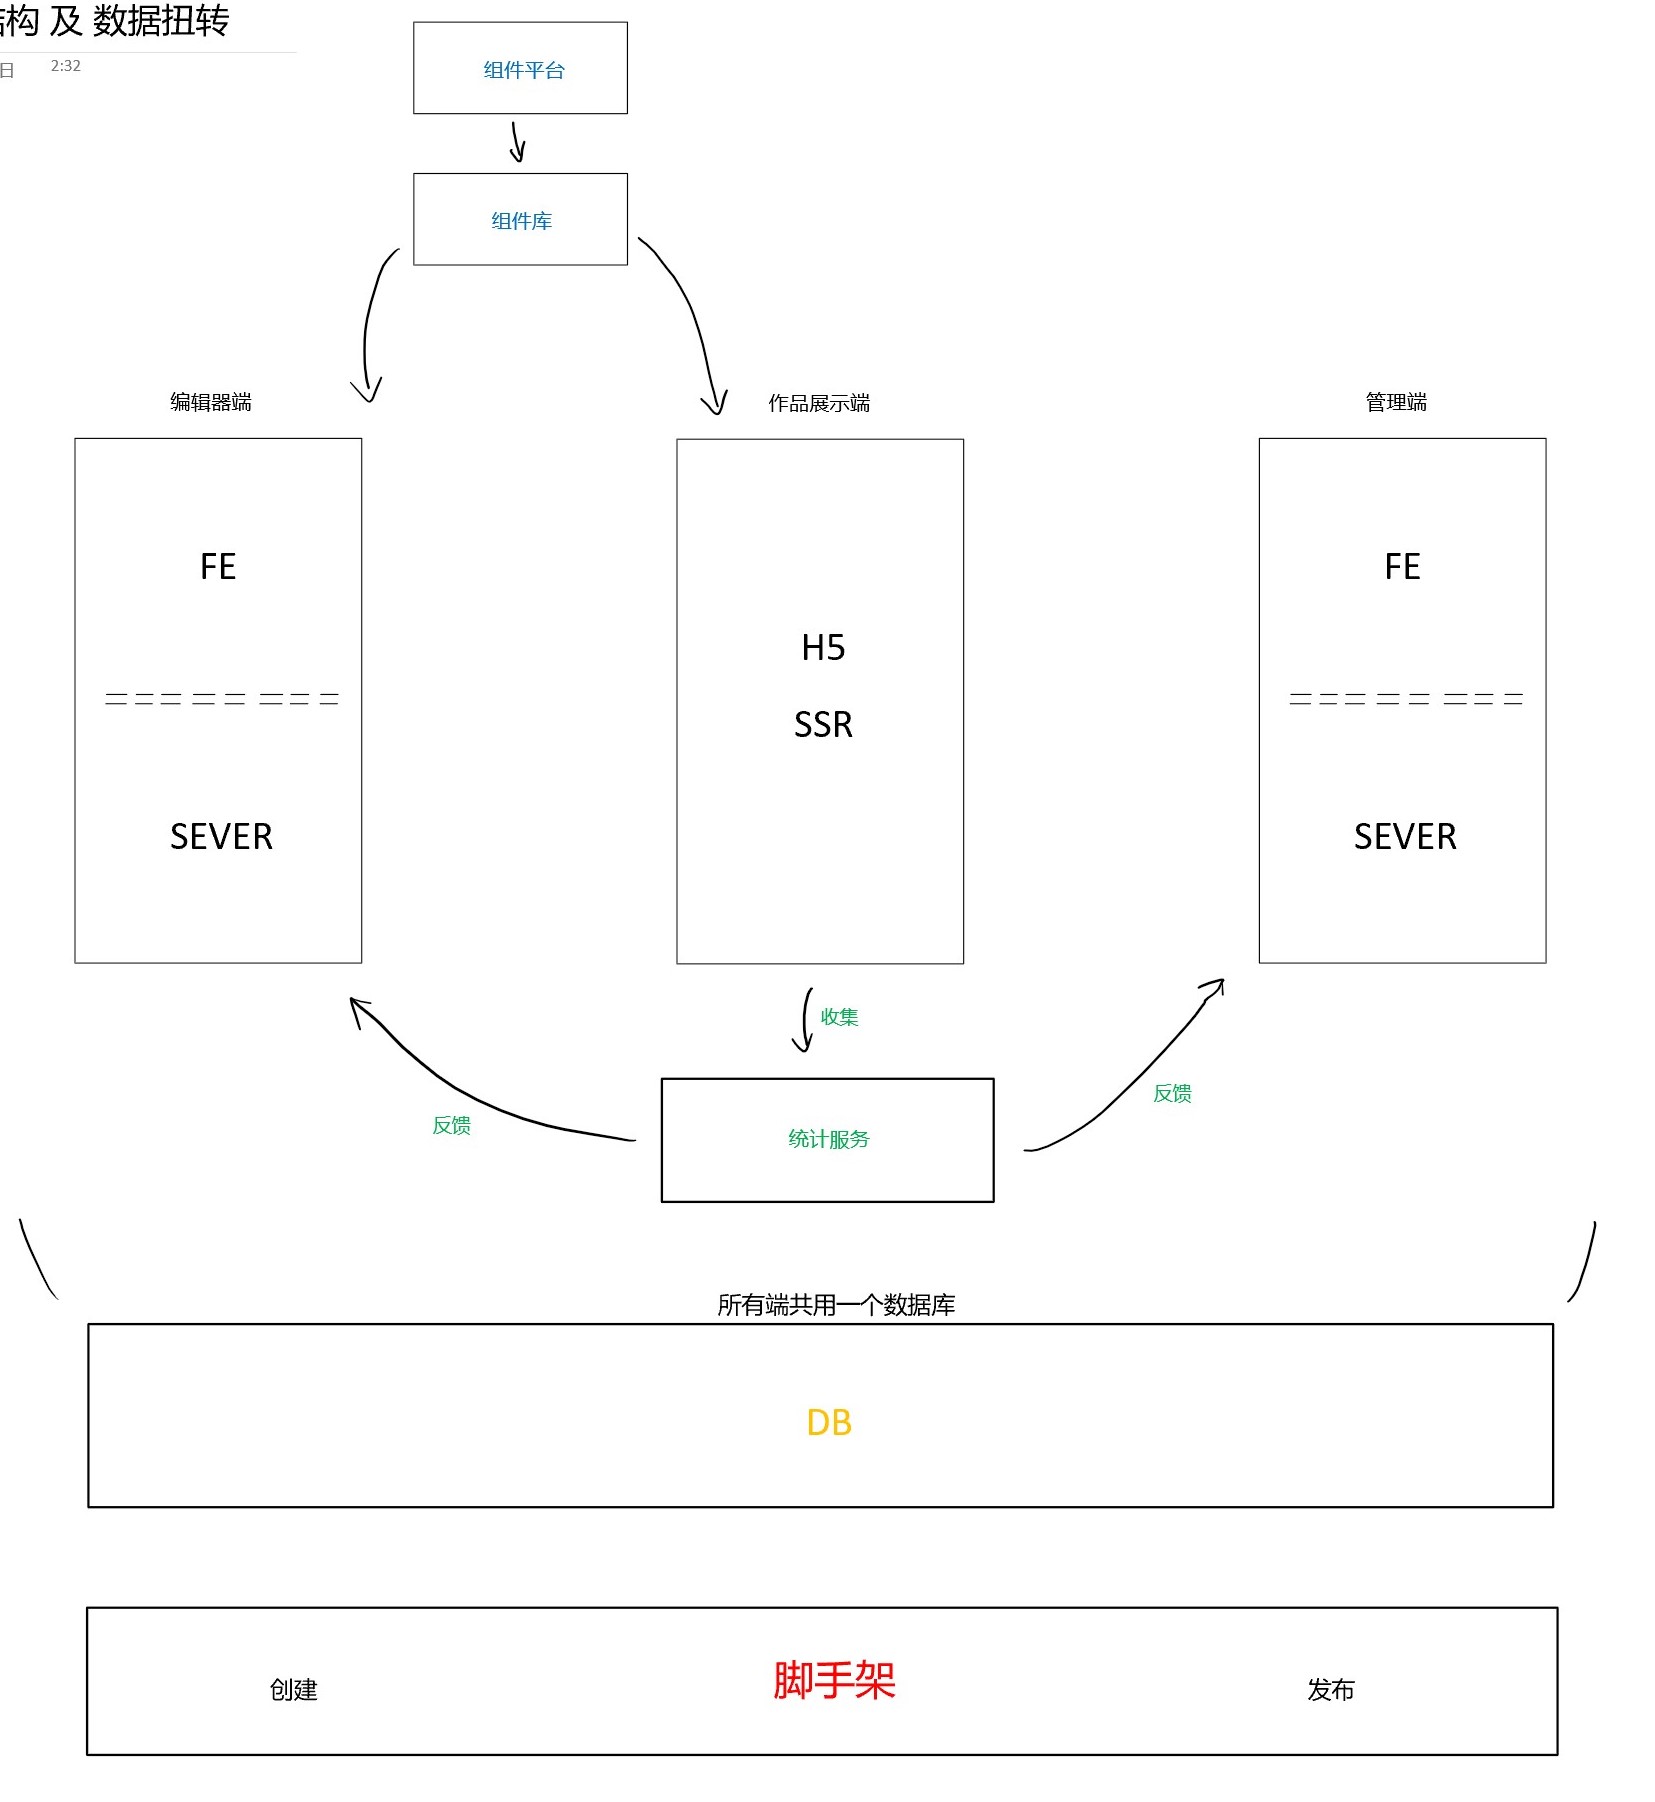 构 及 数据扭转
日 2:32
组件平台
组件库
编辑器端
作品展示端
管理端
FE
FE
H5
SSR
SEVER
SEVER
收集
反馈
反馈
统计服务
所有端共用一个数据库
DB
创建
脚手架
发布